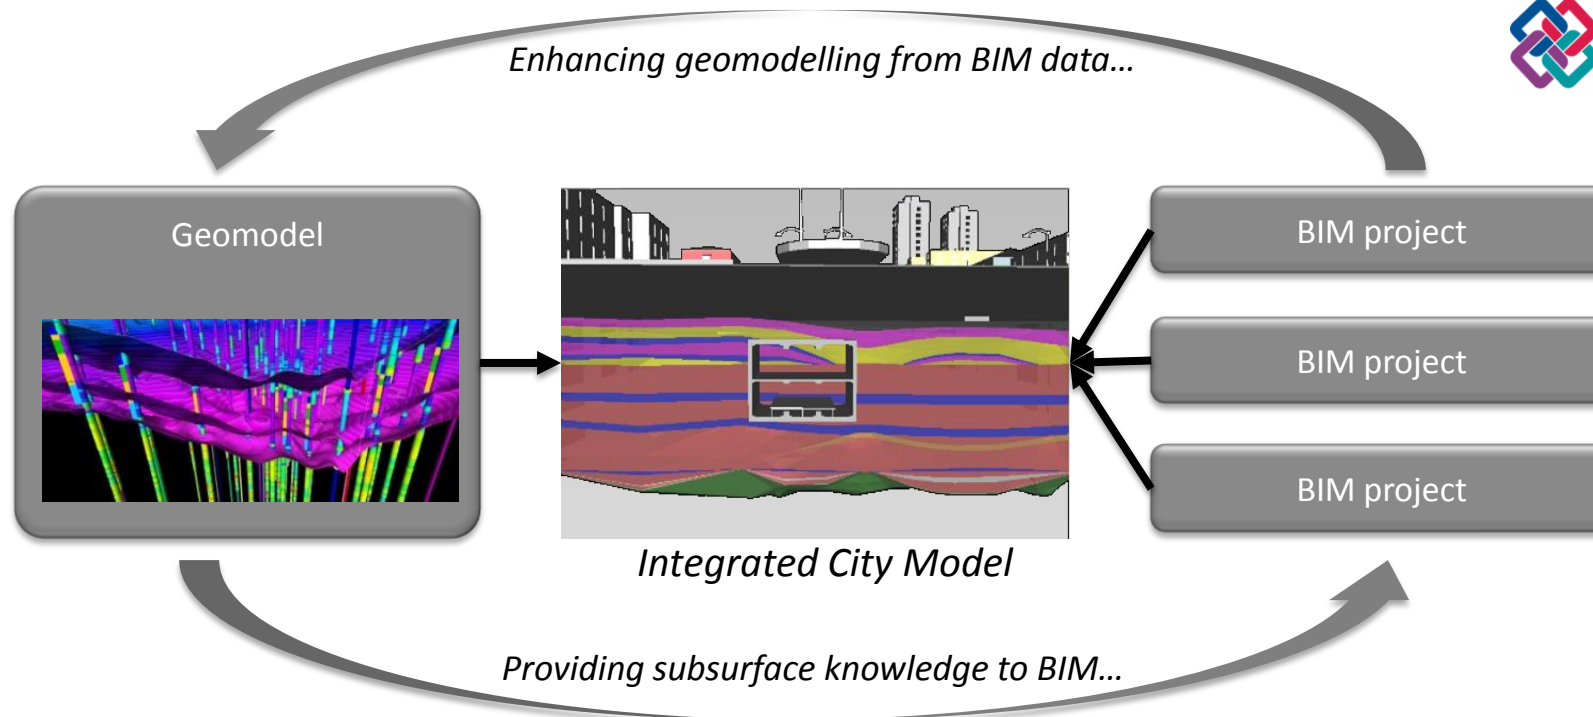 Enhancing geomodelling from BIM data…
Geomodel
BIM project
BIM project
BIM project
Integrated City Model
Providing subsurface knowledge to BIM…